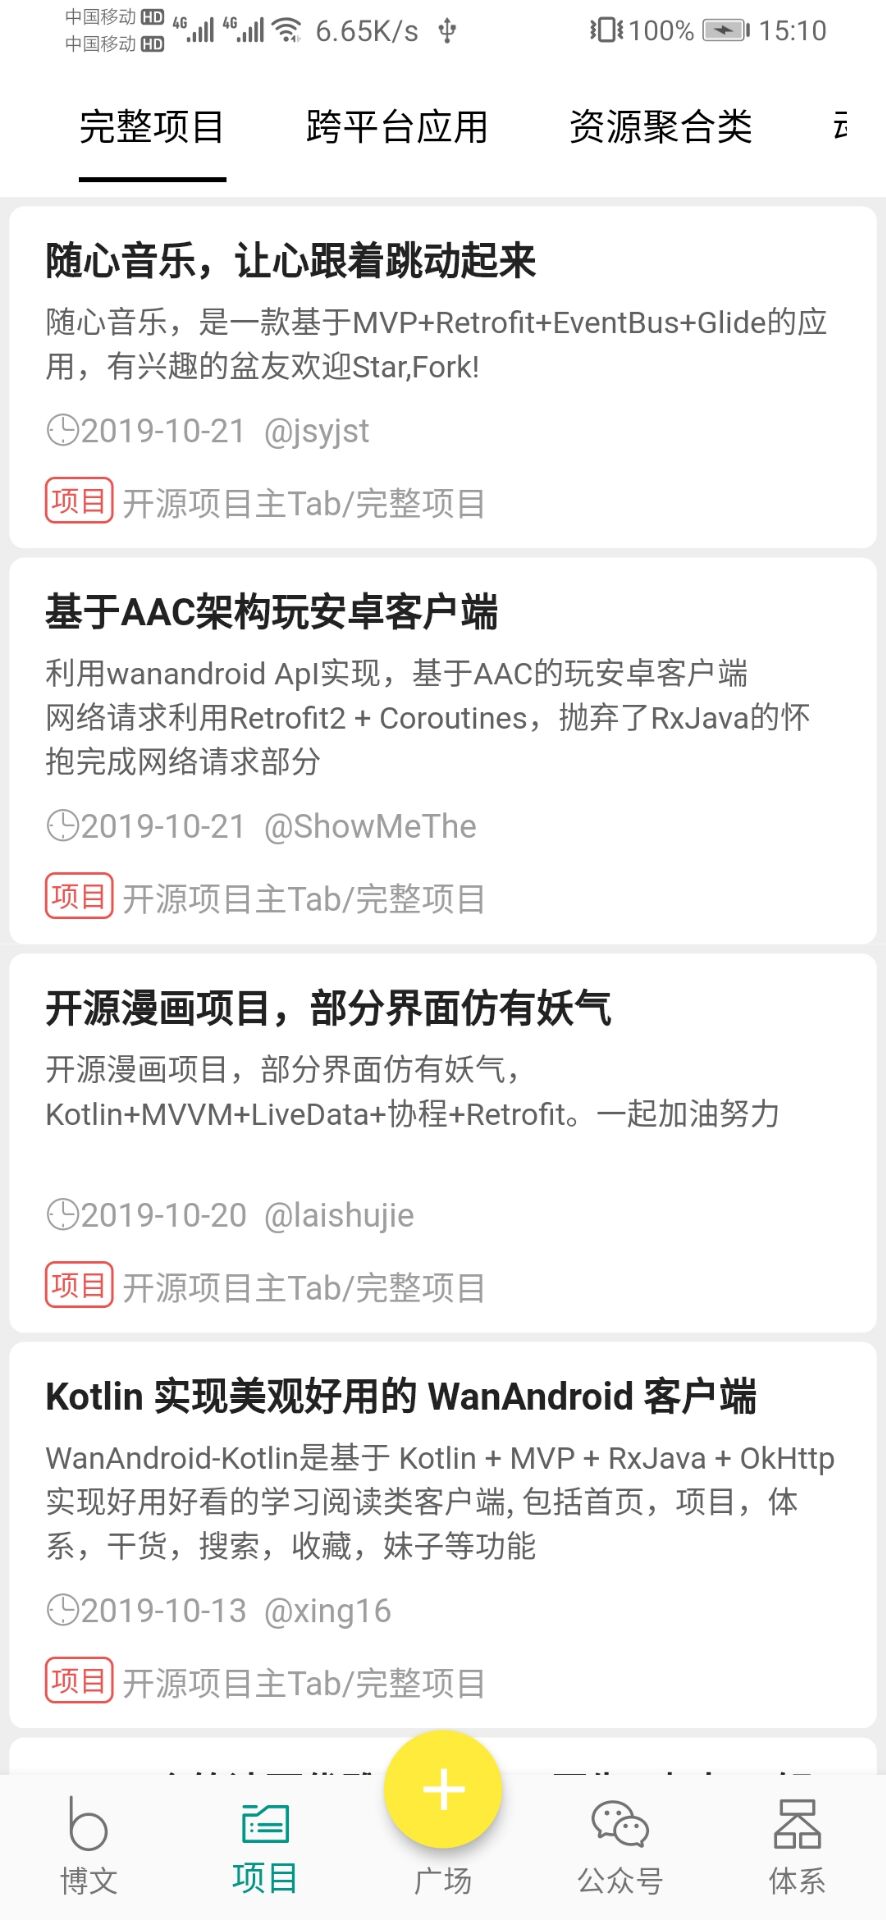 中国移动 HD 4G 4G 6.65K/s 100% 15:10
中国移动 HD
完整项目 跨平台应用 资源聚合类
随心音乐，让心跟着跳动起来
随心音乐，是一款基于MVP+Retrofit+EventBus+Glide的应
用，有兴趣的盆友欢迎Star,Fork!
2019-10-21 @jsyjst
项目 开源项目主Tab/完整项目
基于AAC架构玩安卓客户端
利用wanandroid ApI实现，基于AAC的玩安卓客户端
网络请求利用Retrofit2 + Coroutines，抛弃了RxJava的怀
抱完成网络请求部分
2019-10-21 @ShowMeThe
项目 开源项目主Tab/完整项目
开源漫画项目，部分界面仿有妖气
开源漫画项目，部分界面仿有妖气，
Kotlin+MVVM+LiveData+协程+Retrofit。一起加油努力
2019-10-20 @laishujie
项目 开源项目主Tab/完整项目
Kotlin 实现美观好用的 WanAndroid 客户端
WanAndroid-Kotlin是基于 Kotlin + MVP + RxJava + OkHttp
实现好用好看的学习阅读类客户端, 包括首页，项目，体
系，干货，搜索，收藏，妹子等功能
2019-10-13 @xing16
项目 开源项目主Tab/完整项目
博文 项目 广场 公众号 体系